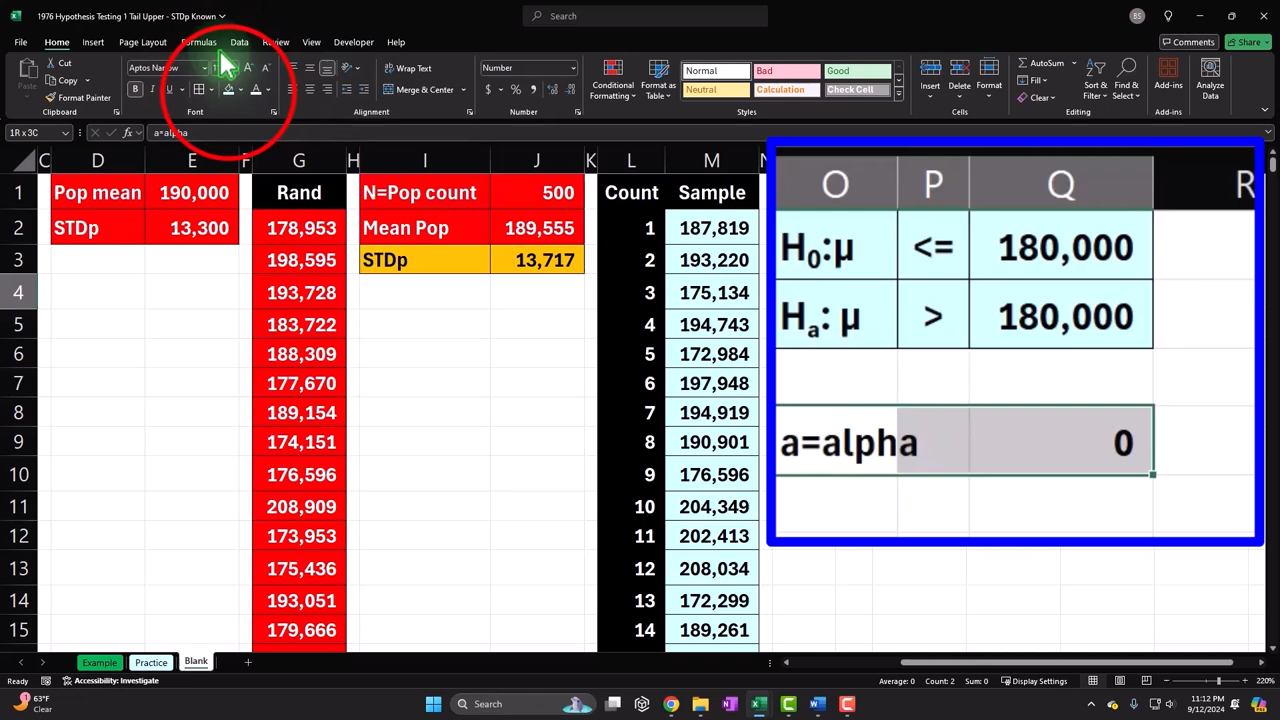 1976 Hypothesis Testing 1 Tail Upper - STDp Known
Search
BS
File Home Insert Page Layout Formulas Data Review View Developer Help
Comments Share
Cut
Copy
Format Painter
Clipboard
Aptos Narrow
B I U
Font
Wrap Text
Merge & Center
Alignment
Number
Number
Conditional Formatting
Format As Table
Normal Bad Good
Neutral Calculation Check Cell
Styles
Insert Delete Format
Cells
AutoSum
Fill
Clear
Sort & Filter
Find & Select
Editing
Add-ins
Add-ins
Analyze Data
1R x 3C
fx
a=alpha
C D E F G H I J K L M
1 Pop mean 190,000 Rand N=Pop count 500 Count Sample
2 STDp 13,300 178,953 Mean Pop 189,555 1 187,819
3 198,595 STDp 13,717 2 193,220
4 193,728 3 175,134
5 183,722 4 194,743
6 188,309 5 172,984
7 177,670 6 197,948
8 189,154 7 194,919
9 174,151 8 190,901
10 176,596 9 176,596
11 208,909 10 204,349
12 173,953 11 202,413
13 175,436 12 208,034
14 193,051 13 172,299
15 179,666 14 189,261
O P Q R
H0:µ <= 180,000
Ha: µ > 180,000
a=alpha 0
Example Practice Blank
Ready Accessibility: Investigate
Average: 0 Count: 2 Sum: 0 Display Settings 220%
63°F
Clear
Search
11:12 PM
9/12/2024